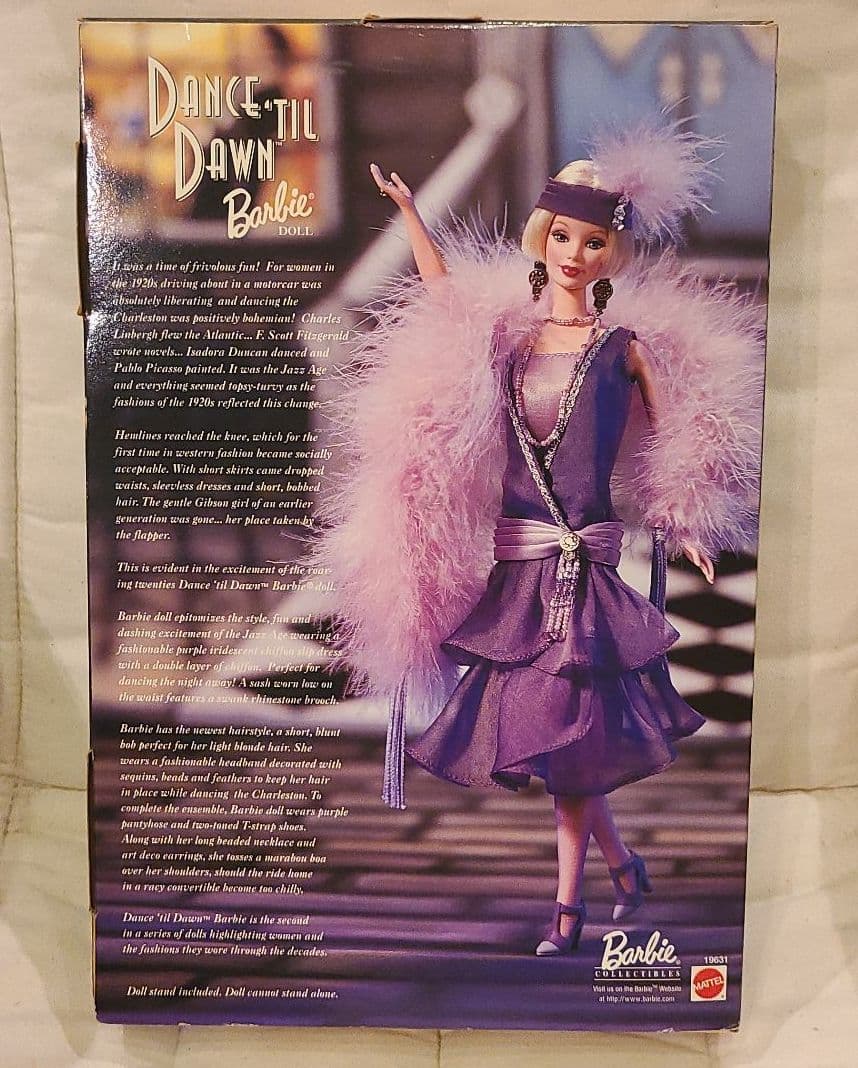 DANCE 'TIL
DAWN™
Barbie®
DOLL
It was a time of frivolous fun! For women in
the 1920s driving about in a motorcar was
absolutely liberating and dancing the
Charleston was positively bohemian! Charles
Linbergh flew the Atlantic... F. Scott Fitzgerald
wrote novels... Isadora Duncan danced and
Pablo Picasso painted. It was the Jazz Age
and everything seemed topsy-turvy as the
fashions of the 1920s reflected this change.
Hemlines reached the knee, which for the
first time in western fashion became socially
acceptable. With short skirts came dropped
waists, sleevless dresses and short, bobbed
hair. The gentle Gibson girl of an earlier
generation was gone... her place taken by
the flapper.
This is evident in the excitement of the roar-
ing twenties Dance 'til Dawn™ Barbie® doll.
Barbie doll epitomizes the style, fun and
dashing excitement of the Jazz Age wearing a
fashionable purple iridescent chiffon slip dress
with a double layer of chiffon. Perfect for
dancing the night away! A sash worn low on
the waist features a swank rhinestone brooch.
Barbie has the newest hairstyle, a short, blunt
bob perfect for her light blonde hair. She
wears a fashionable headband decorated with
sequins, beads and feathers to keep her hair
in place while dancing the Charleston. To
complete the ensemble, Barbie doll wears purple
pantyhose and two-toned T-strap shoes.
Along with her long beaded necklace and
art deco earrings, she tosses a marabou boa
over her shoulders, should the ride home
in a racy convertible become too chilly.
Dance 'til Dawn™ Barbie is the second
in a series of dolls highlighting women and
the fashions they wore through the decades.
Doll stand included. Doll cannot stand alone.
Barbie®
COLLECTIBLES
Visit us on the Barbie™ Website
at http://www.barbie.com
19631
MATTEL